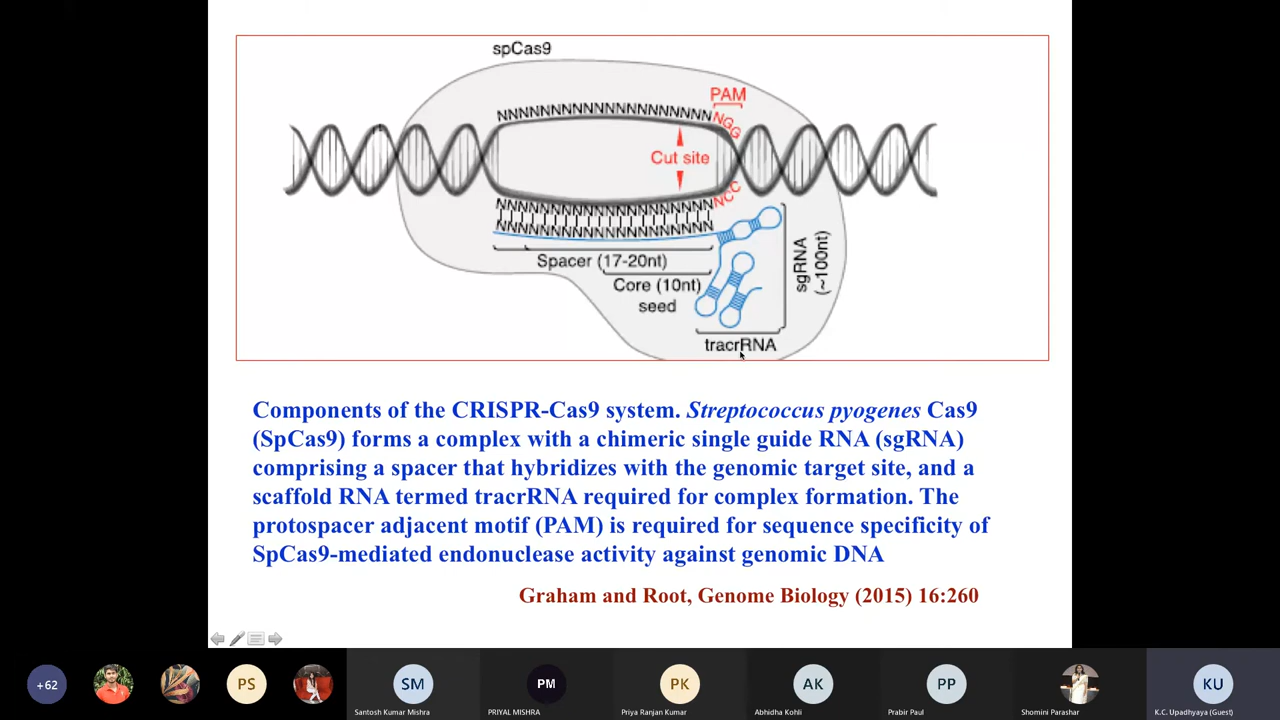 spCas9
NNNNNNNNNNNNNNNNNNNN
PAM
NGG
Cut site
NCC
NNNNNNNNNNNNNNNNNNNN
NNNNNNNNNNNNNNNNNNNN
Spacer (17-20nt)
Core (10nt)
seed
sgRNA
(~100nt)
tracrRNA
Components of the CRISPR-Cas9 system. Streptococcus pyogenes Cas9
(SpCas9) forms a complex with a chimeric single guide RNA (sgRNA)
comprising a spacer that hybridizes with the genomic target site, and a
scaffold RNA termed tracrRNA required for complex formation. The
protospacer adjacent motif (PAM) is required for sequence specificity of
SpCas9-mediated endonuclease activity against genomic DNA
Graham and Root, Genome Biology (2015) 16:260
+62
PS
SM
PM
PK
AK
PP
KU
Santosh Kumar Mishra
PRIYAL MISHRA
Priya Ranjan Kumar
Abhidha Kohli
Prabir Paul
Shomini Parashar
K.C. Upadhyaya (Guest)